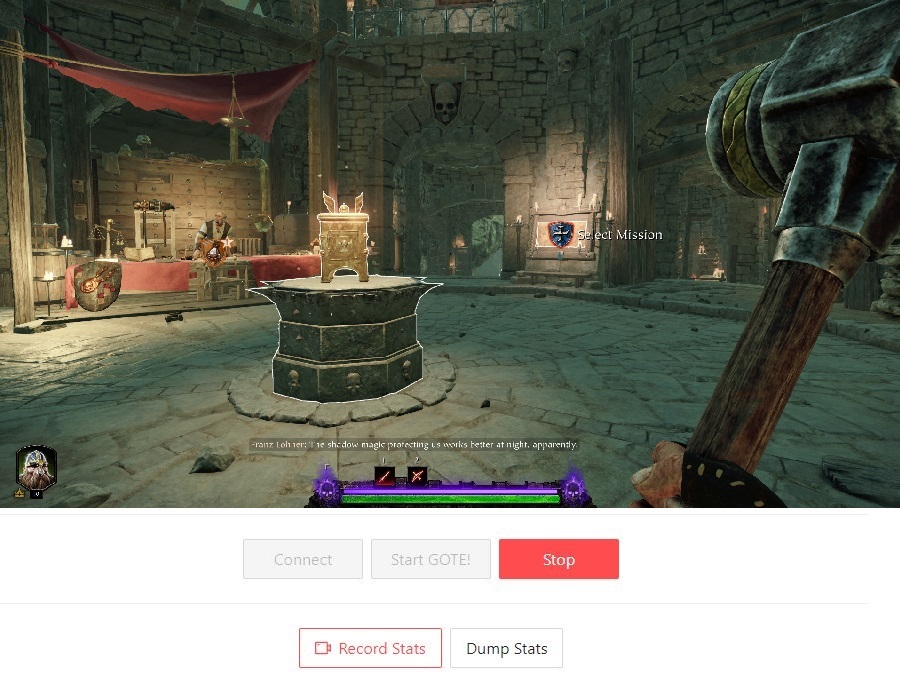 Select Mission
Franz Lohner: The shadow magic protecting us works better at night, apparently.
Connect
Start GOTE!
Stop
Record Stats
Dump Stats